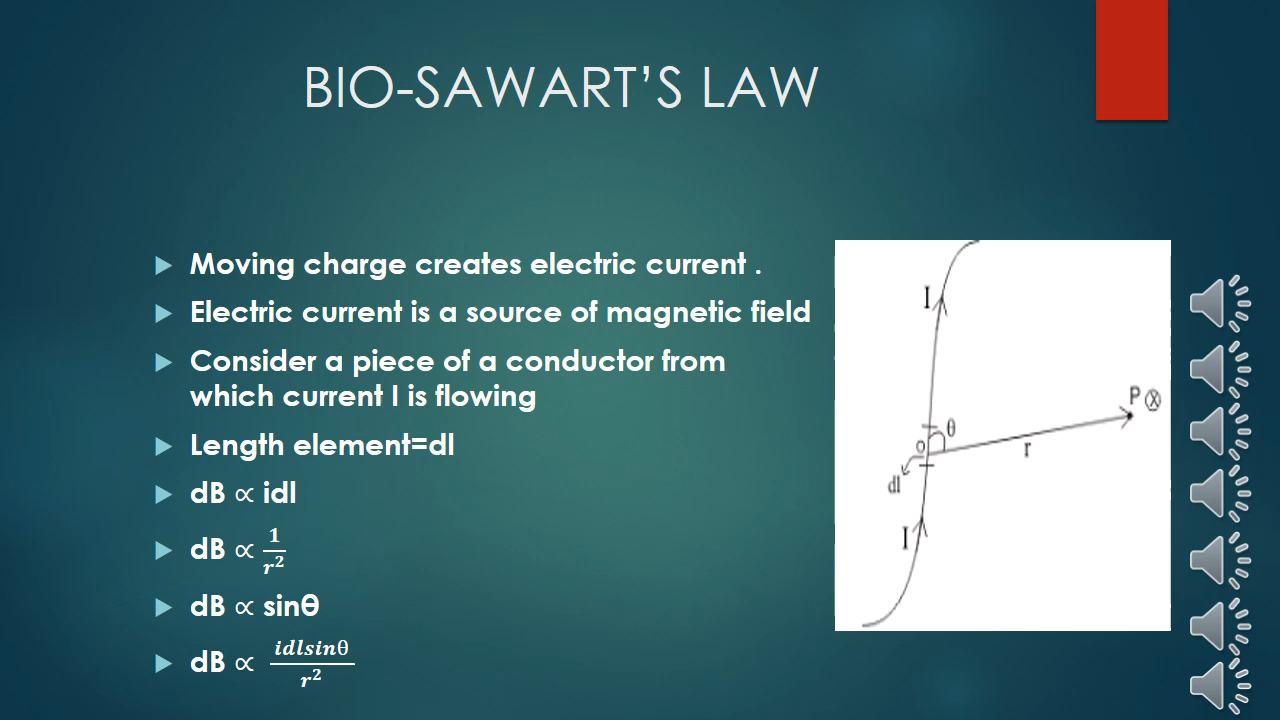 BIO-SAWART’S LAW
Moving charge creates electric current .
Electric current is a source of magnetic field
Consider a piece of a conductor from
which current I is flowing
Length element=dl
dB ∝ idl
dB ∝ 1/r²
dB ∝ sinθ
dB ∝ idlsinθ/r²
I
P ⊗
θ
o
r
dl
I